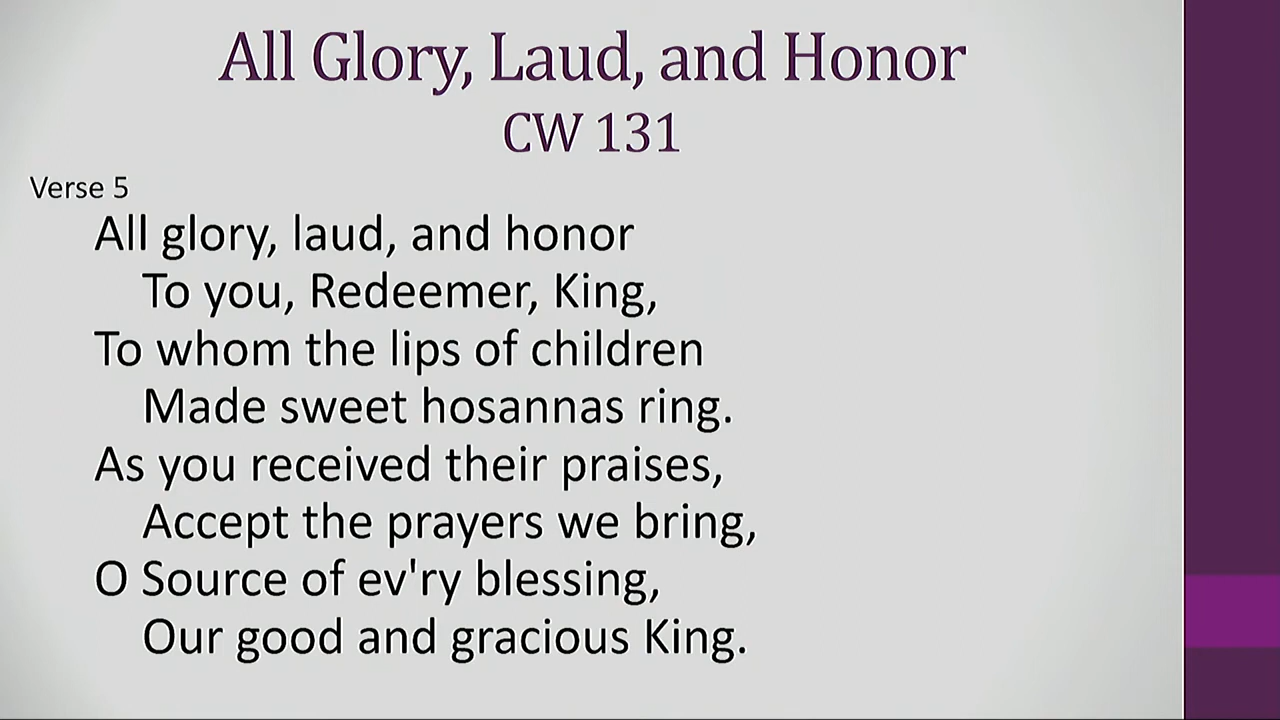 All Glory, Laud, and Honor
CW 131
Verse 5
All glory, laud, and honor
To you, Redeemer, King,
To whom the lips of children
Made sweet hosannas ring.
As you received their praises,
Accept the prayers we bring,
O Source of ev'ry blessing,
Our good and gracious King.